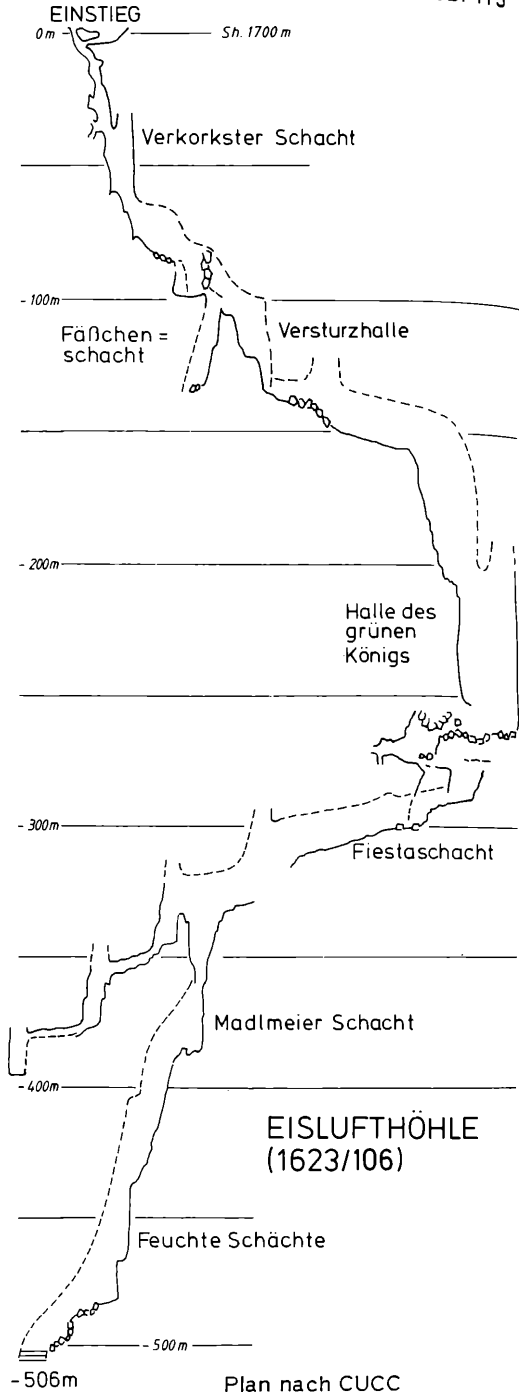 EINSTIEG
0m
Sh. 1700 m
Verkorkster Schacht
- 100m
Fäßchen =
schacht
Versturzhalle
- 200m
Halle des
grünen
Königs
- 300m
Fiestaschacht
Madlmeier Schacht
- 400m
EISLUFTHÖHLE
(1623/106)
Feuchte Schächte
- 500m
-506m
Plan nach CUCC